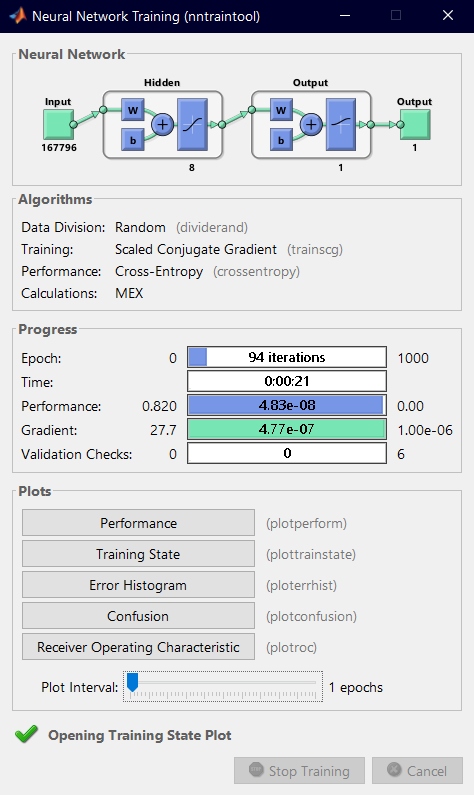 Neural Network Training (nntraintool)
Neural Network
Hidden Output
Input Output
W W
b b
167796 1
8 1
Algorithms
Data Division: Random (dividerand)
Training: Scaled Conjugate Gradient (trainscg)
Performance: Cross-Entropy (crossentropy)
Calculations: MEX
Progress
Epoch: 0 94 iterations 1000
Time: 0:00:21
Performance: 0.820 4.83e-08 0.00
Gradient: 27.7 4.77e-07 1.00e-06
Validation Checks: 0 0 6
Plots
Performance (plotperform)
Training State (plottrainstate)
Error Histogram (ploterrhist)
Confusion (plotconfusion)
Receiver Operating Characteristic (plotroc)
Plot Interval: 1 epochs
Opening Training State Plot
Stop Training Cancel